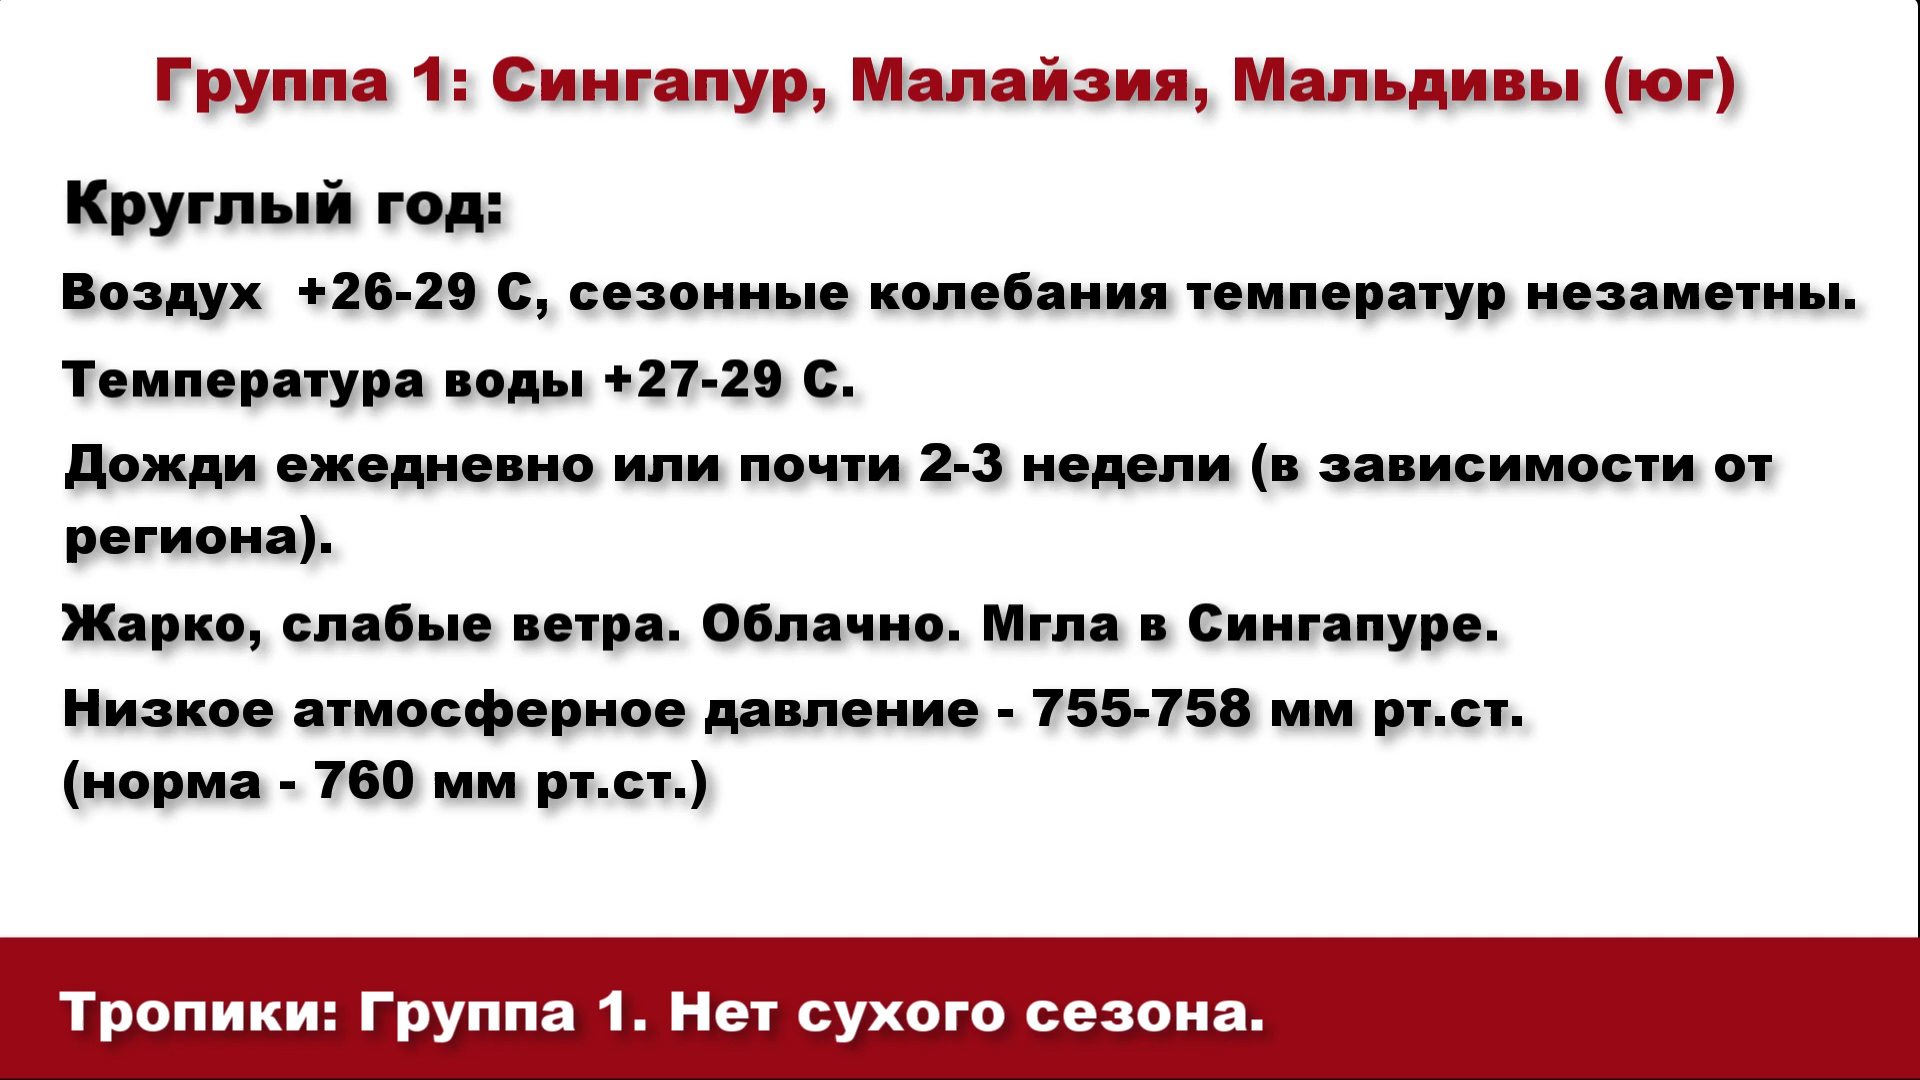 Группа 1: Сингапур, Малайзия, Мальдивы (юг)
Круглый год:
Воздух +26-29 С, сезонные колебания температур незаметны.
Температура воды +27-29 С.
Дожди ежедневно или почти 2-3 недели (в зависимости от
региона).
Жарко, слабые ветра. Облачно. Мгла в Сингапуре.
Низкое атмосферное давление - 755-758 мм рт.ст.
(норма - 760 мм рт.ст.)
Тропики: Группа 1. Нет сухого сезона.